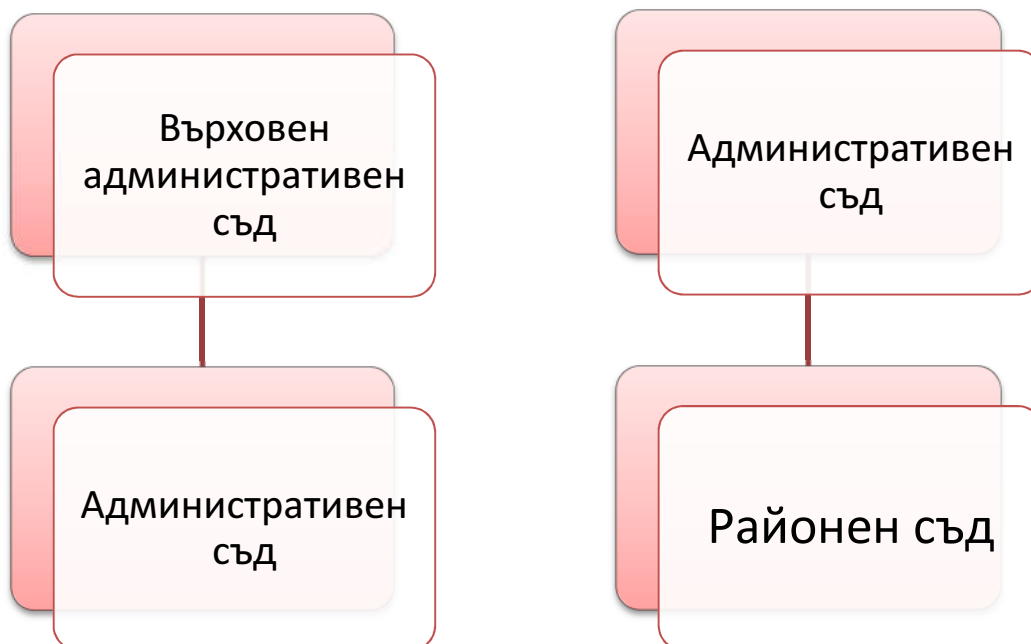 Върховен
административен
съд
Административен
съд
Административен
съд
Районен съд